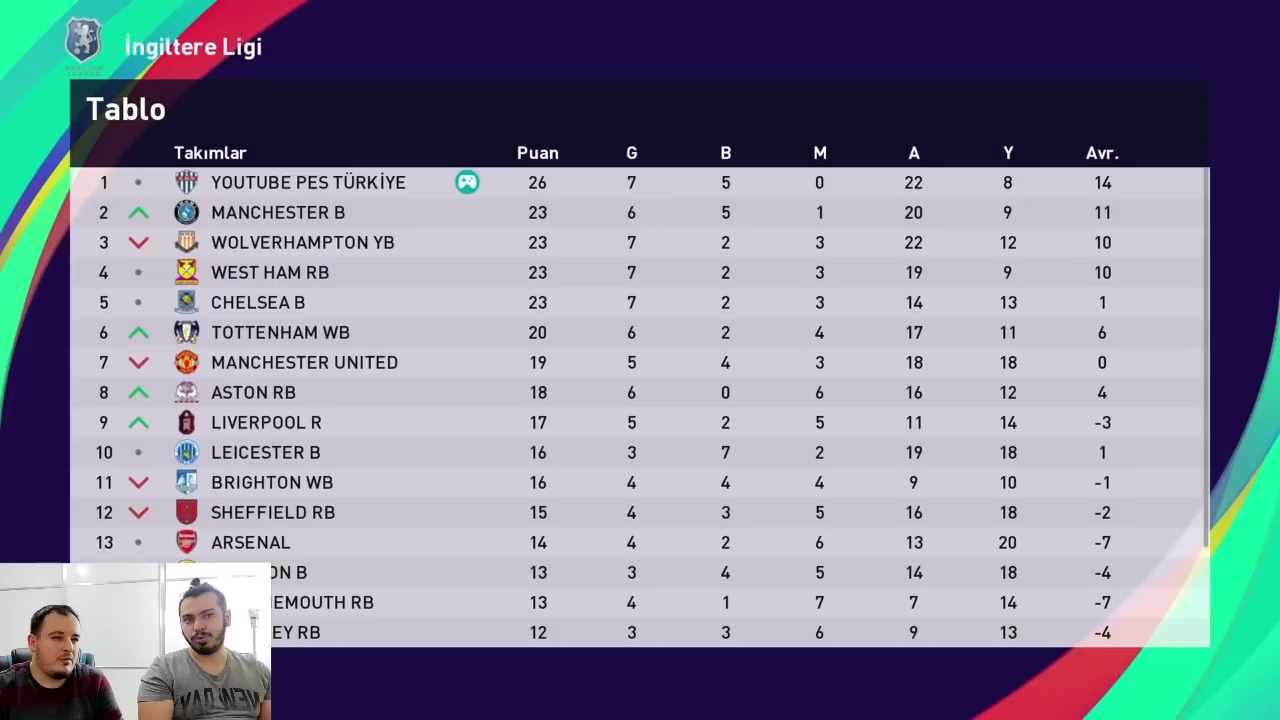 İngiltere Ligi
Tablo
Takımlar Puan G B M A Y Avr.
1 YOUTUBE PES TÜRKİYE 26 7 5 0 22 8 14
2 MANCHESTER B 23 6 5 1 20 9 11
3 WOLVERHAMPTON YB 23 7 2 3 22 12 10
4 WEST HAM RB 23 7 2 3 19 9 10
5 CHELSEA B 23 7 2 3 14 13 1
6 TOTTENHAM WB 20 6 2 4 17 11 6
7 MANCHESTER UNITED 19 5 4 3 18 18 0
8 ASTON RB 18 6 0 6 16 12 4
9 LIVERPOOL R 17 5 2 5 11 14 -3
10 LEICESTER B 16 3 7 2 19 18 1
11 BRIGHTON WB 16 4 4 4 9 10 -1
12 SHEFFIELD RB 15 4 3 5 16 18 -2
13 ARSENAL 14 4 2 6 13 20 -7
ON B 13 3 4 5 14 18 -4
EMOUTH RB 13 4 1 7 7 14 -7
EY RB 12 3 3 6 9 13 -4